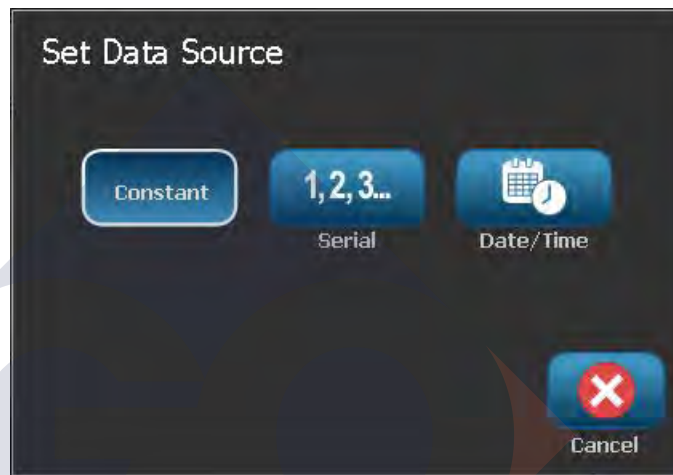 Set Data Source
Constant
1, 2, 3...
Serial
Date/Time
Cancel